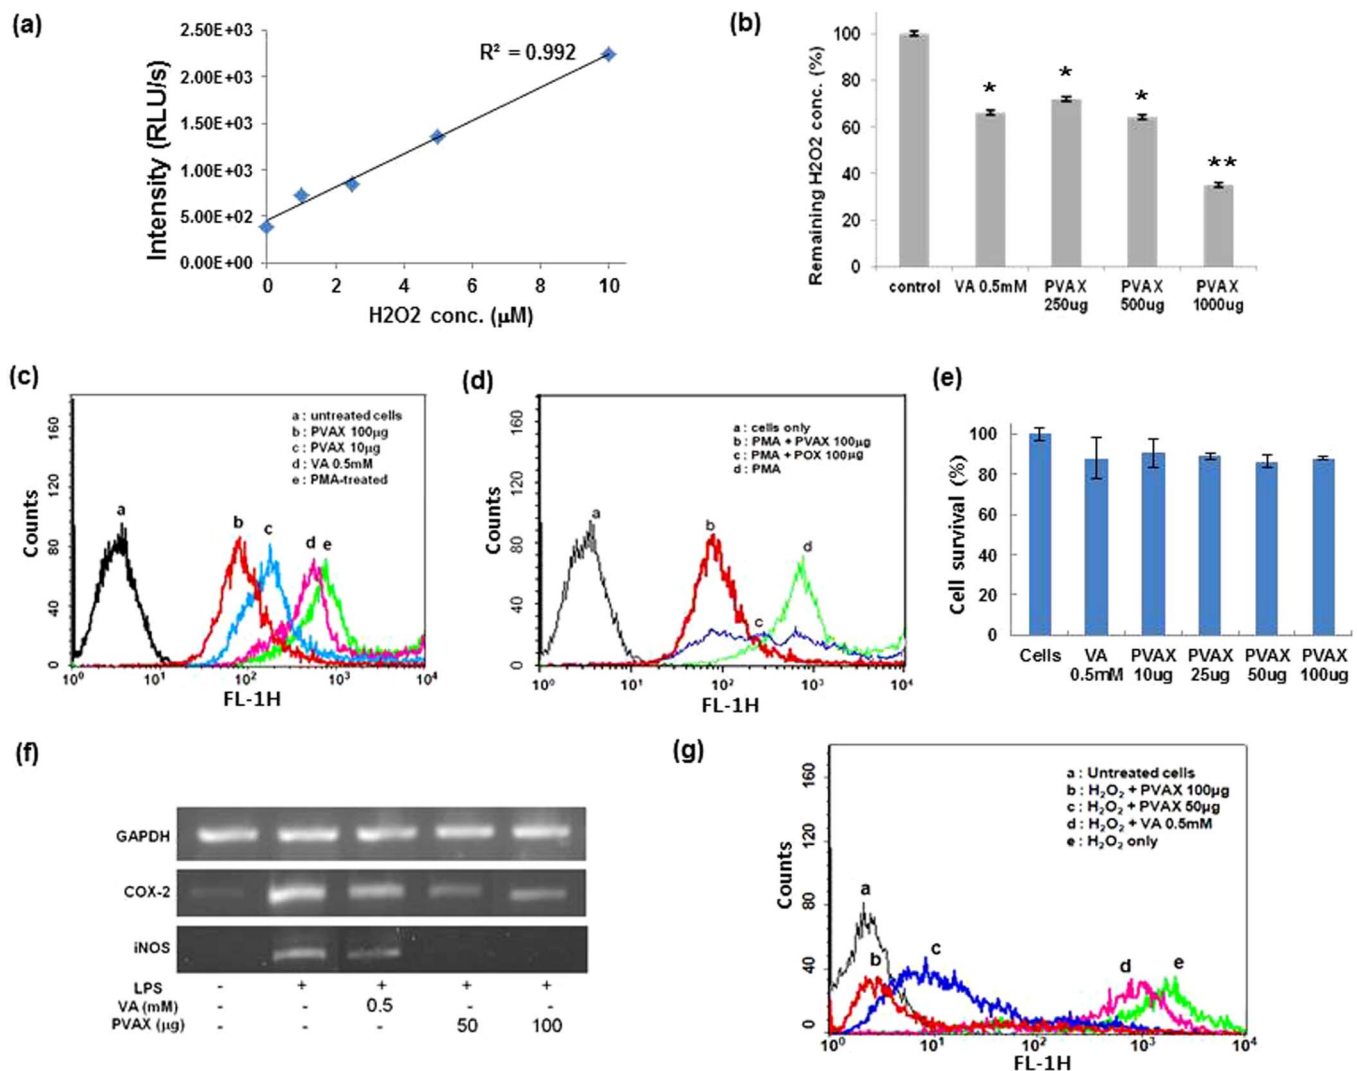 (a)
2.50E+03
2.00E+03
1.50E+03
1.00E+03
5.00E+02
0.00E+00
Intensity (RLU/s)
R² = 0.992
0 2 4 6 8 10
H2O2 conc. (μM)
(b)
100
80
60
40
20
0
Remaining H2O2 conc. (%)
*
*
*
**
control VA 0.5mM PVAX 250ug PVAX 500ug PVAX 1000ug
(c)
160
120
80
40
0
Counts
a : untreated cells
b : PVAX 100μg
c : PVAX 10μg
d : VA 0.5mM
e : PMA-treated
a b c d e
10⁰ 10¹ 10² 10³ 10⁴
FL-1H
(d)
160
120
80
40
0
Counts
a : cells only
b : PMA + PVAX 100μg
c : PMA + POX 100μg
d : PMA
a b c d
10⁰ 10¹ 10² 10³ 10⁴
FL-1H
(e)
100
80
60
40
20
0
Cell survival (%)
Cells VA 0.5mM PVAX 10ug PVAX 25ug PVAX 50ug PVAX 100ug
(f)
GAPDH
COX-2
iNOS
LPS - + + + +
VA (mM) - - 0.5 - -
PVAX (μg) - - - 50 100
(g)
160
120
80
40
0
Counts
a : Untreated cells
b : H₂O₂ + PVAX 100μg
c : H₂O₂ + PVAX 50μg
d : H₂O₂ + VA 0.5mM
e : H₂O₂ only
a b c d e
10⁰ 10¹ 10² 10³ 10⁴
FL-1H